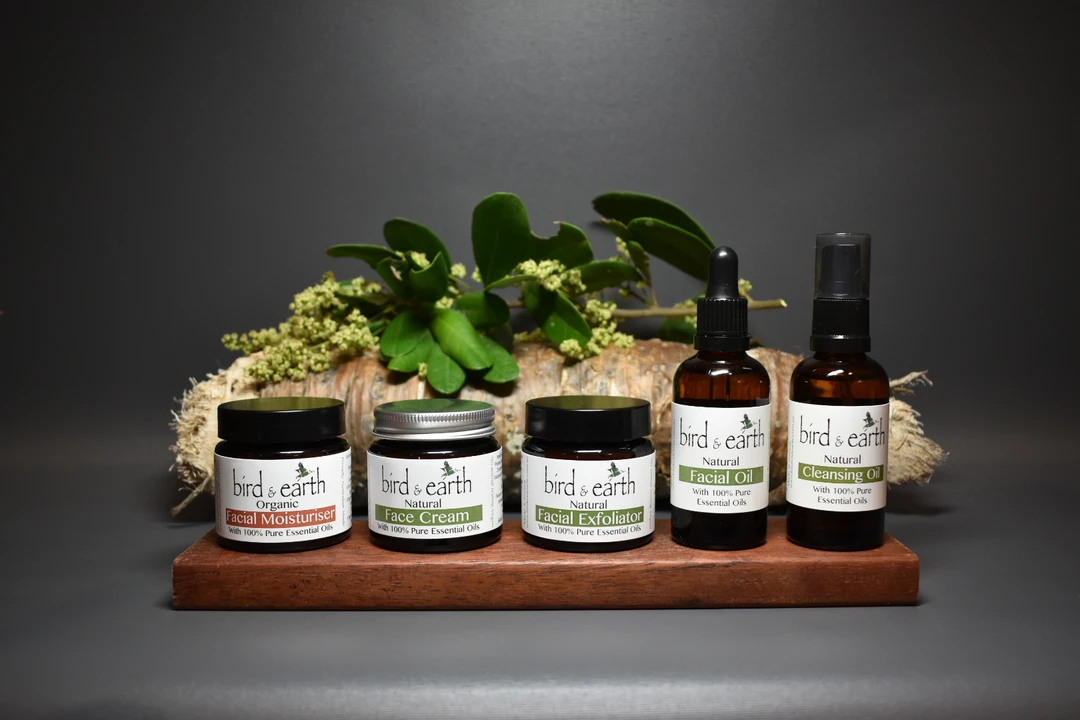 bird & earth
Organic
Facial Moisturiser
With 100% Pure Essential Oils
bird & earth
Natural
Face Cream
With 100% Pure Essential Oils
bird & earth
Natural
Facial Exfoliator
With 100% Pure Essential Oils
bird & earth
Natural
Facial Oil
With 100% Pure
Essential Oils
bird & earth
Natural
Cleansing Oil
With 100% Pure
Essential Oils